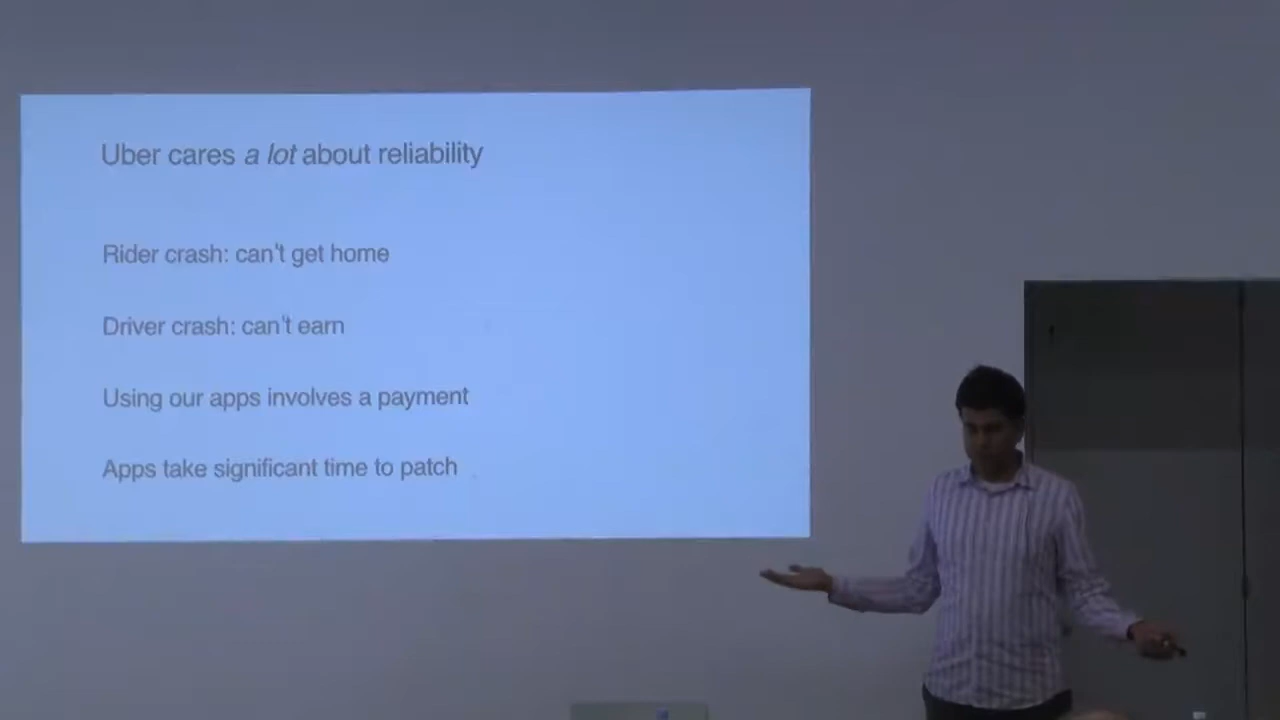 Uber cares a lot about reliability
Rider crash: can't get home
Driver crash: can't earn
Using our apps involves a payment
Apps take significant time to patch